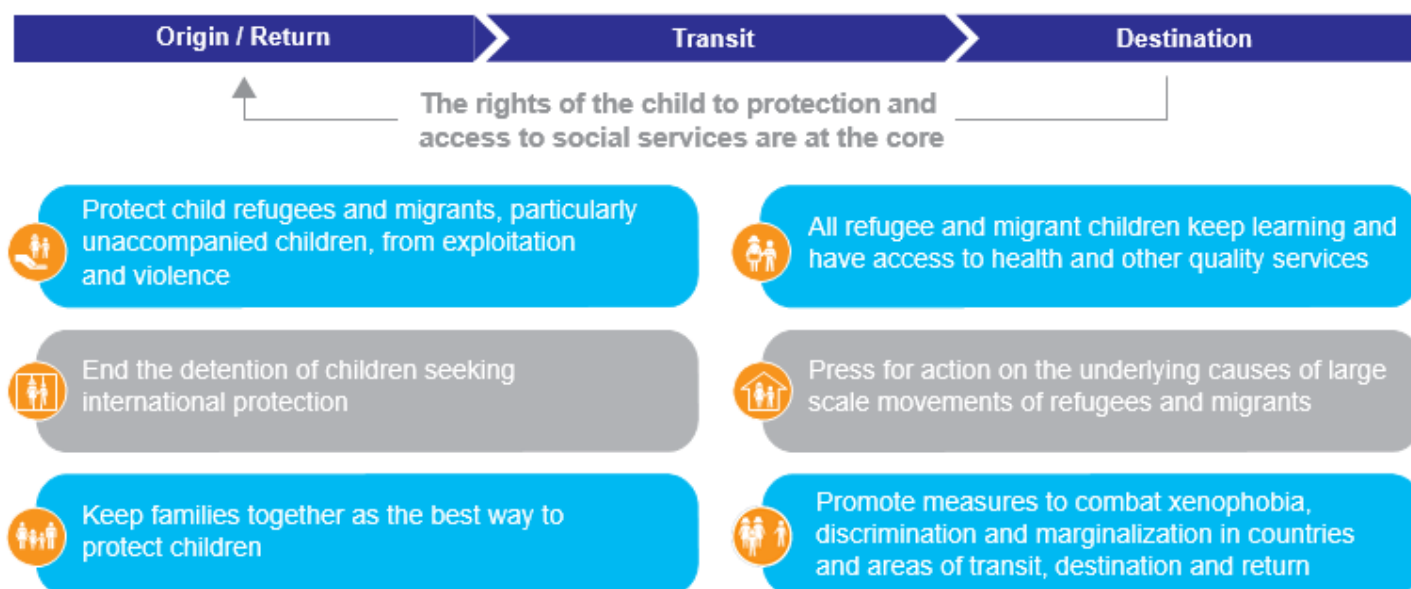 Origin / Return
Transit
Destination
The rights of the child to protection and
access to social services are at the core
Protect child refugees and migrants, particularly
unaccompanied children, from exploitation
and violence
All refugee and migrant children keep learning and
have access to health and other quality services
End the detention of children seeking
international protection
Press for action on the underlying causes of large
scale movements of refugees and migrants
Keep families together as the best way to
protect children
Promote measures to combat xenophobia,
discrimination and marginalization in countries
and areas of transit, destination and return